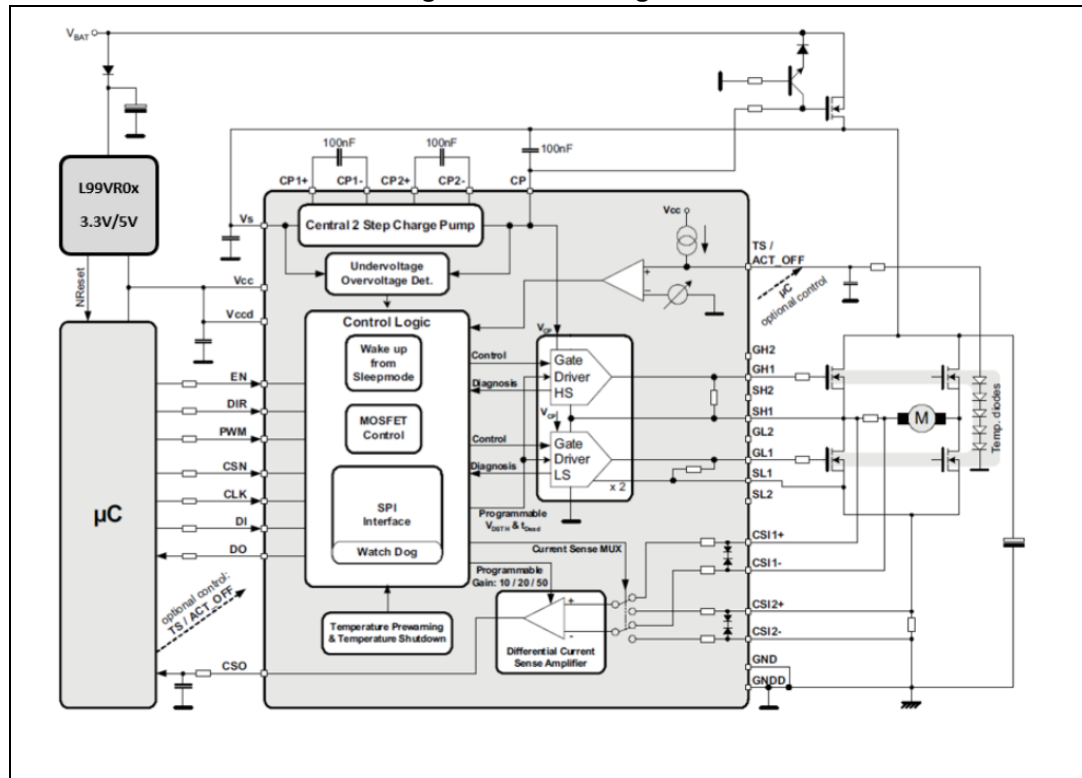 V_BAT
L99VR0x
3.3V/5V
NReset
µC
100nF
100nF
100nF
CP1+
CP1-
CP2+
CP2-
CP
Vs
Central 2 Step Charge Pump
Undervoltage
Overvoltage Det.
Vcc
Vccd
Control Logic
Wake up
from
Sleepmode
MOSFET
Control
SPI
Interface
Watch Dog
Temperature Prewarning
& Temperature Shutdown
EN
DIR
PWM
CSN
CLK
DI
DO
optional control:
TS / ACT_OFF
CSO
Vcc
+
-
TS /
ACT_OFF
µC
optional control
V_CP
Control
Gate
Driver
HS
Diagnosis
V_CP
Control
Gate
Driver
LS
Diagnosis
x 2
Programmable
V_DSTH & t_Dead
Current Sense MUX
Programmable
Gain: 10 / 20 / 50
+
-
Differential Current
Sense Amplifier
GH2
GH1
SH2
SH1
GL2
GL1
SL1
SL2
CSI1+
CSI1-
CSI2+
CSI2-
GND
GNDD
M
Temp. diodes